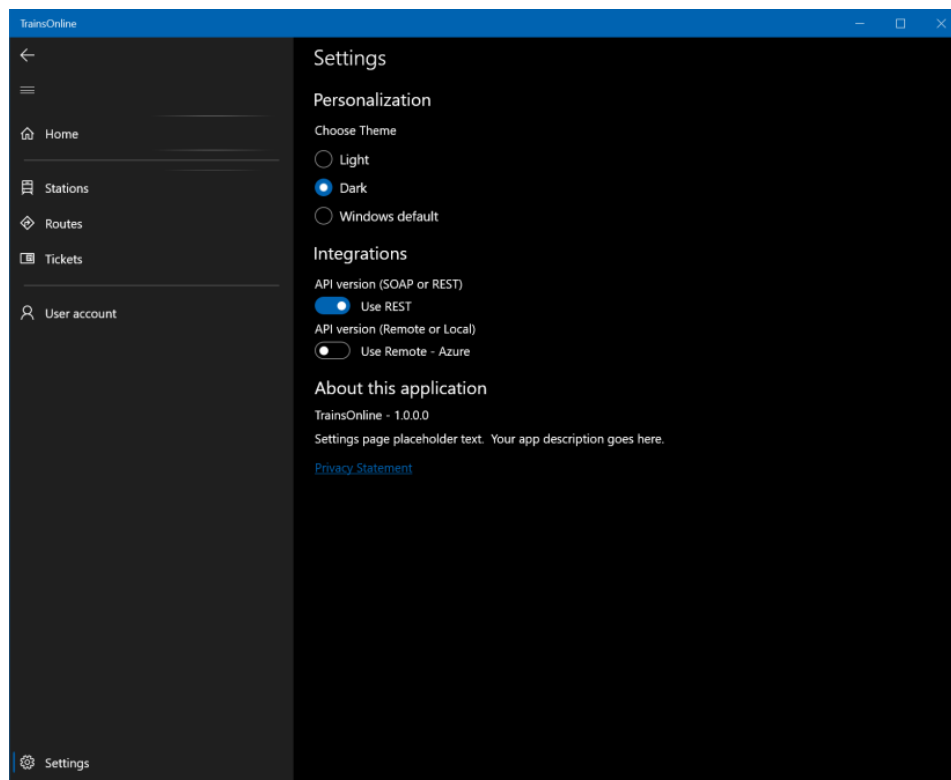 TrainsOnline
Home
Stations
Routes
Tickets
User account
Settings
Settings
Personalization
Choose Theme
Light
Dark
Windows default
Integrations
API version (SOAP or REST)
Use REST
API version (Remote or Local)
Use Remote - Azure
About this application
TrainsOnline - 1.0.0.0
Settings page placeholder text.  Your app description goes here.
Privacy Statement